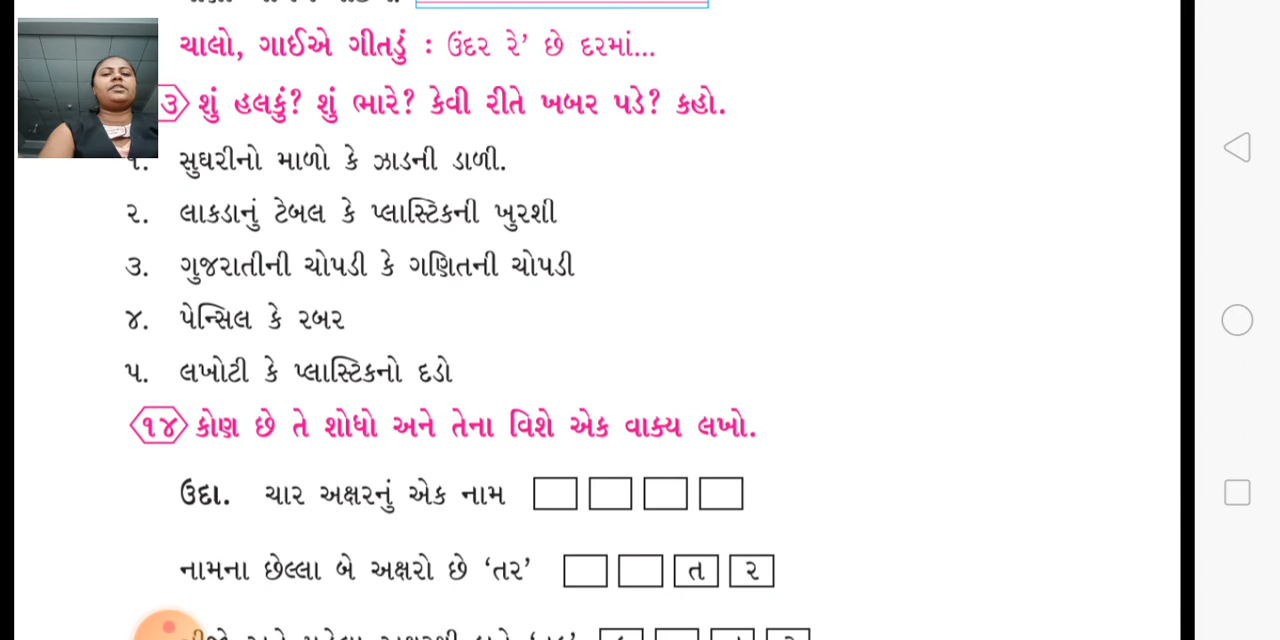 ચાલો, ગાઈએ ગીતડું : ઉંદર રે’ છે દરમાં...
૩ શું હલકું? શું ભારે? કેવી રીતે ખબર પડે? કહો.
૧. સુઘરીનો માળો કે ઝાડની ડાળી.
૨. લાકડાનું ટેબલ કે પ્લાસ્ટિકની ખુરશી
૩. ગુજરાતીની ચોપડી કે ગણિતની ચોપડી
૪. પેન્સિલ કે રબર
૫. લખોટી કે પ્લાસ્ટિકનો દડો
૧૪ કોણ છે તે શોધો અને તેના વિશે એક વાક્ય લખો.
ઉદા. ચાર અક્ષરનું એક નામ
નામના છેલ્લા બે અક્ષરો છે ‘તર’ ત ર